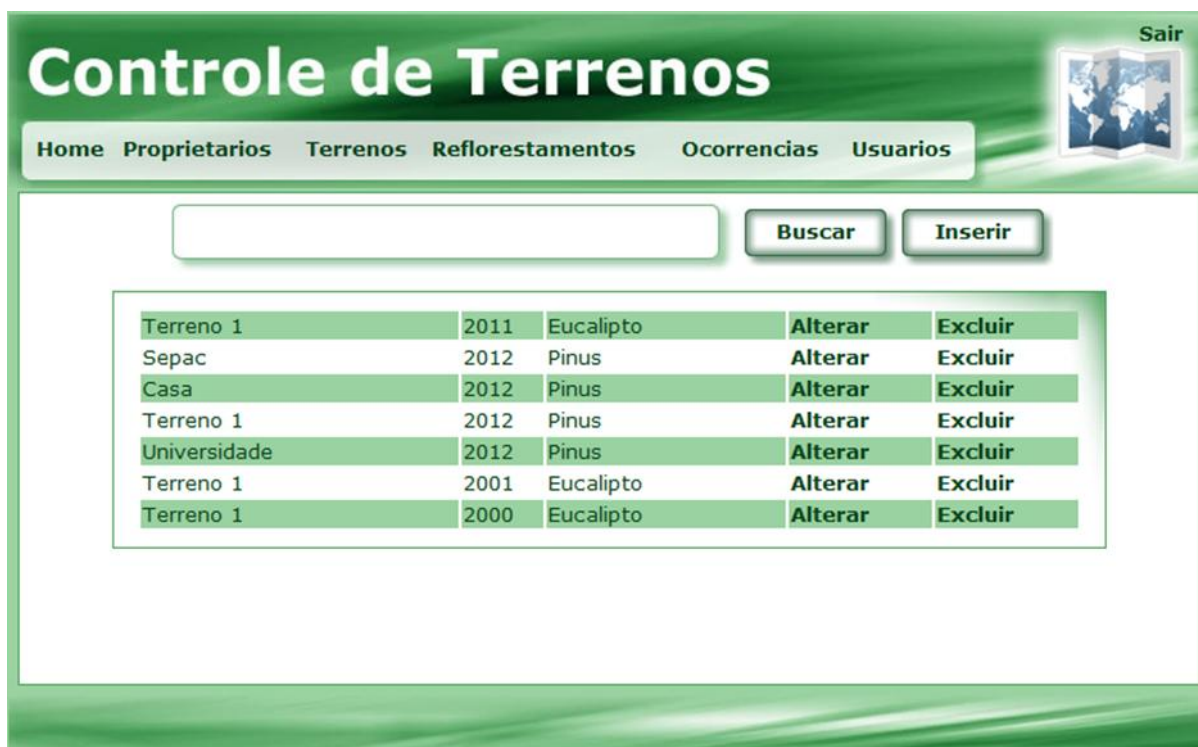 Sair
Controle de Terrenos
Home Proprietarios Terrenos Reflorestamentos Ocorrencias Usuarios
Buscar Inserir
Terreno 1 2011 Eucalipto Alterar Excluir
Sepac 2012 Pinus Alterar Excluir
Casa 2012 Pinus Alterar Excluir
Terreno 1 2012 Pinus Alterar Excluir
Universidade 2012 Pinus Alterar Excluir
Terreno 1 2001 Eucalipto Alterar Excluir
Terreno 1 2000 Eucalipto Alterar Excluir